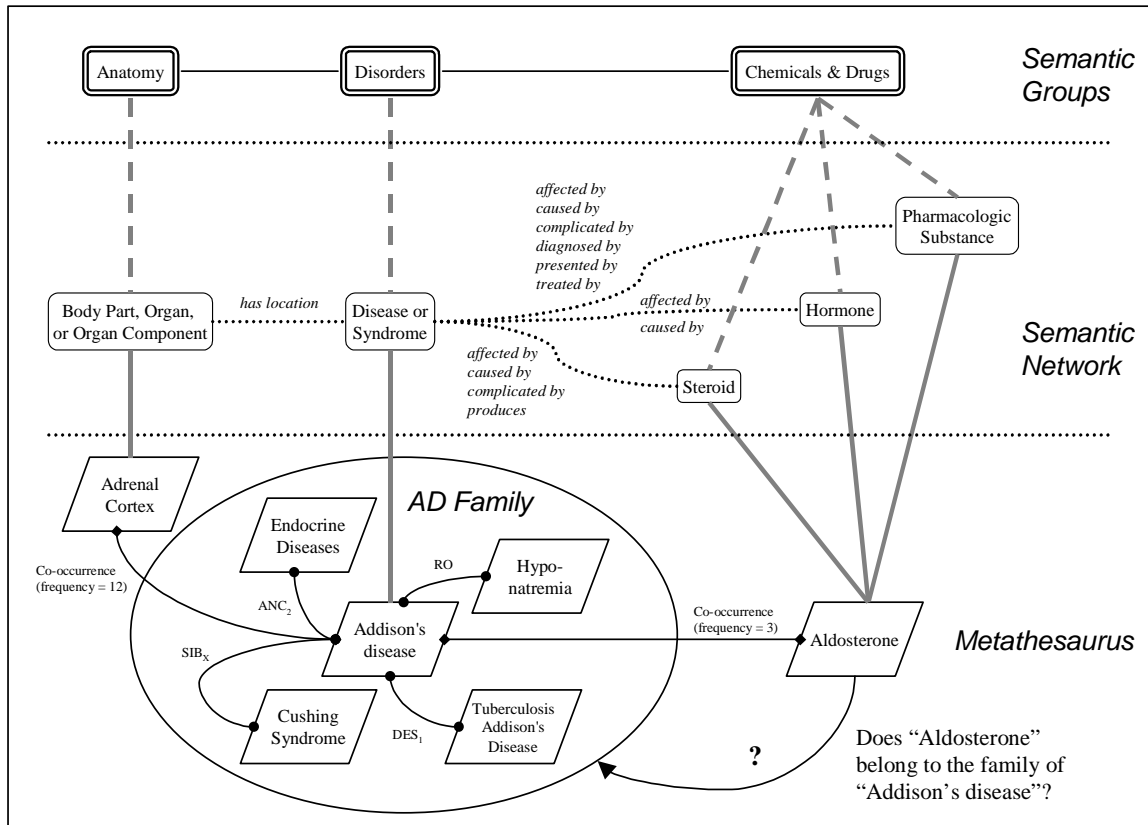 Anatomy
Disorders
Chemicals & Drugs
Semantic
Groups
affected by
caused by
complicated by
diagnosed by
presented by
treated by
Pharmacologic
Substance
Body Part, Organ,
or Organ Component
has location
Disease or
Syndrome
affected by
caused by
Hormone
Semantic
Network
affected by
caused by
complicated by
produces
Steroid
Adrenal
Cortex
AD Family
Endocrine
Diseases
Co-occurrence
(frequency = 12)
RO
Hypo-
natremia
ANC2
Addison's
disease
Co-occurrence
(frequency = 3)
Aldosterone
Metathesaurus
SIBX
Cushing
Syndrome
DES1
Tuberculosis
Addison's
Disease
?
Does “Aldosterone”
belong to the family of
“Addison’s disease”?